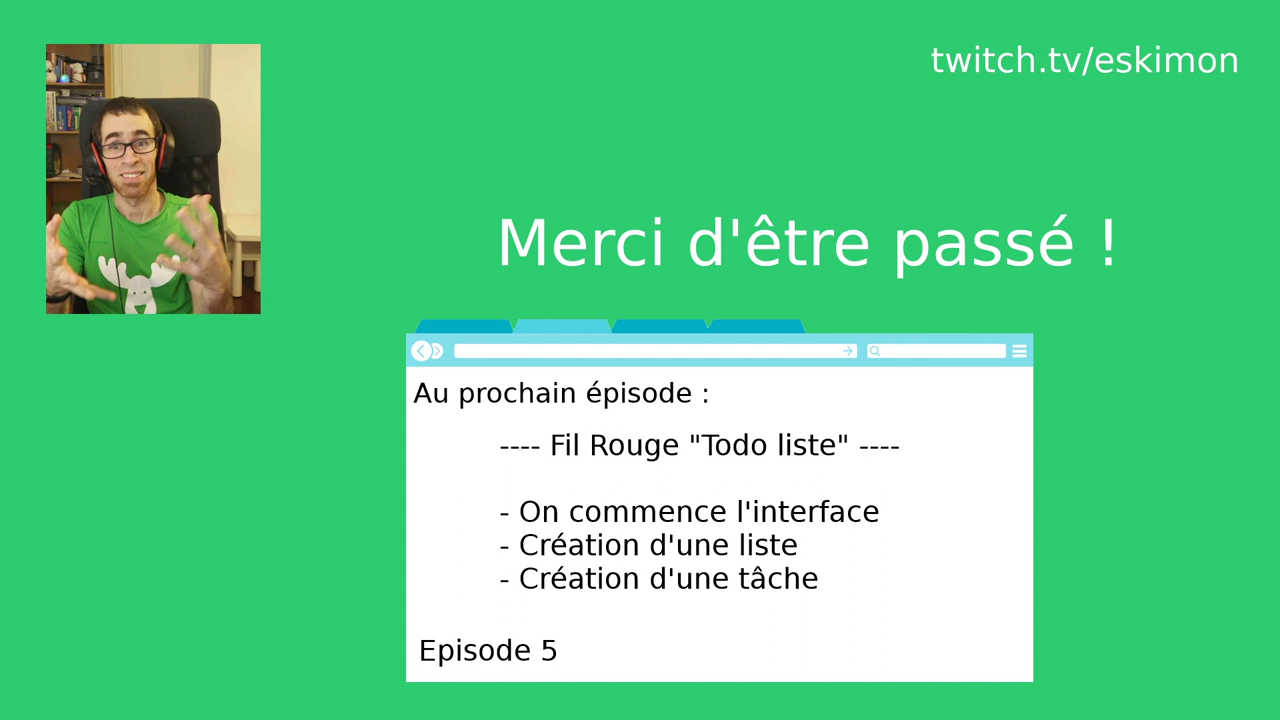 twitch.tv/eskimon
Merci d'être passé !
Au prochain épisode :
---- Fil Rouge "Todo liste" ----
- On commence l'interface
- Création d'une liste
- Création d'une tâche
Episode 5